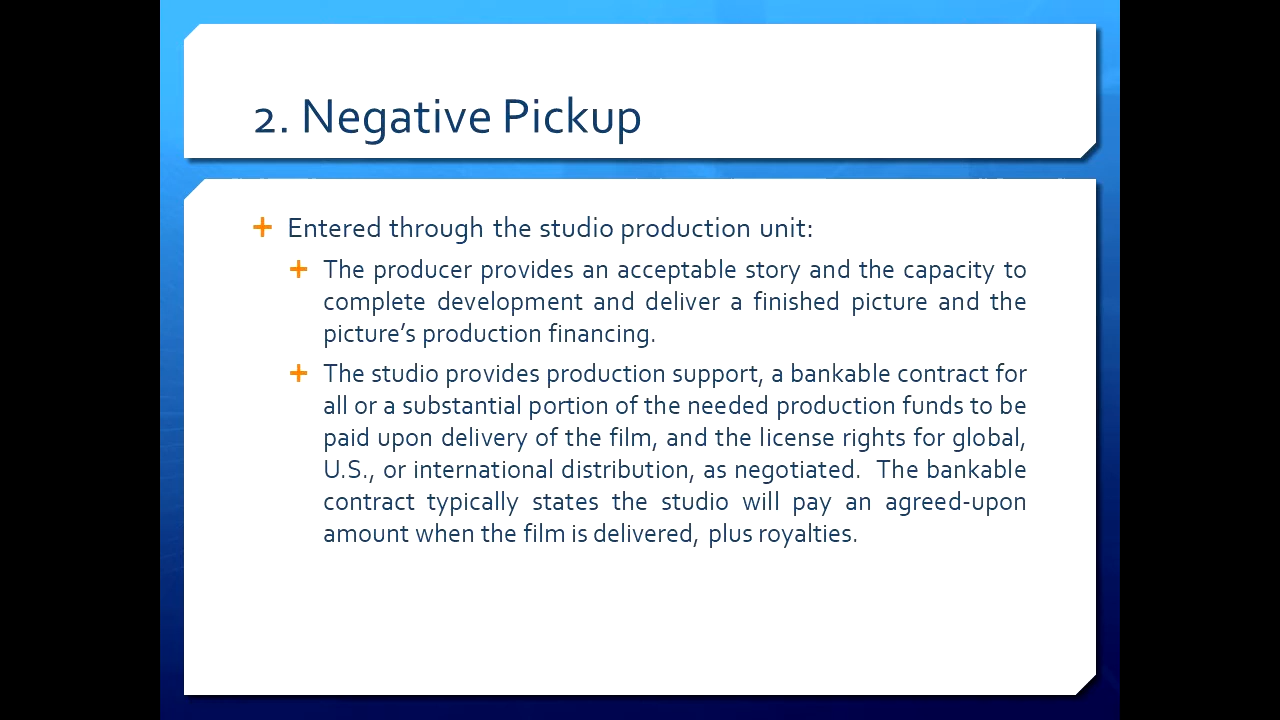 2. Negative Pickup
Entered through the studio production unit:
The producer provides an acceptable story and the capacity to
complete development and deliver a finished picture and the
picture’s production financing.
The studio provides production support, a bankable contract for
all or a substantial portion of the needed production funds to be
paid upon delivery of the film, and the license rights for global,
U.S., or international distribution, as negotiated.  The bankable
contract typically states the studio will pay an agreed-upon
amount when the film is delivered, plus royalties.